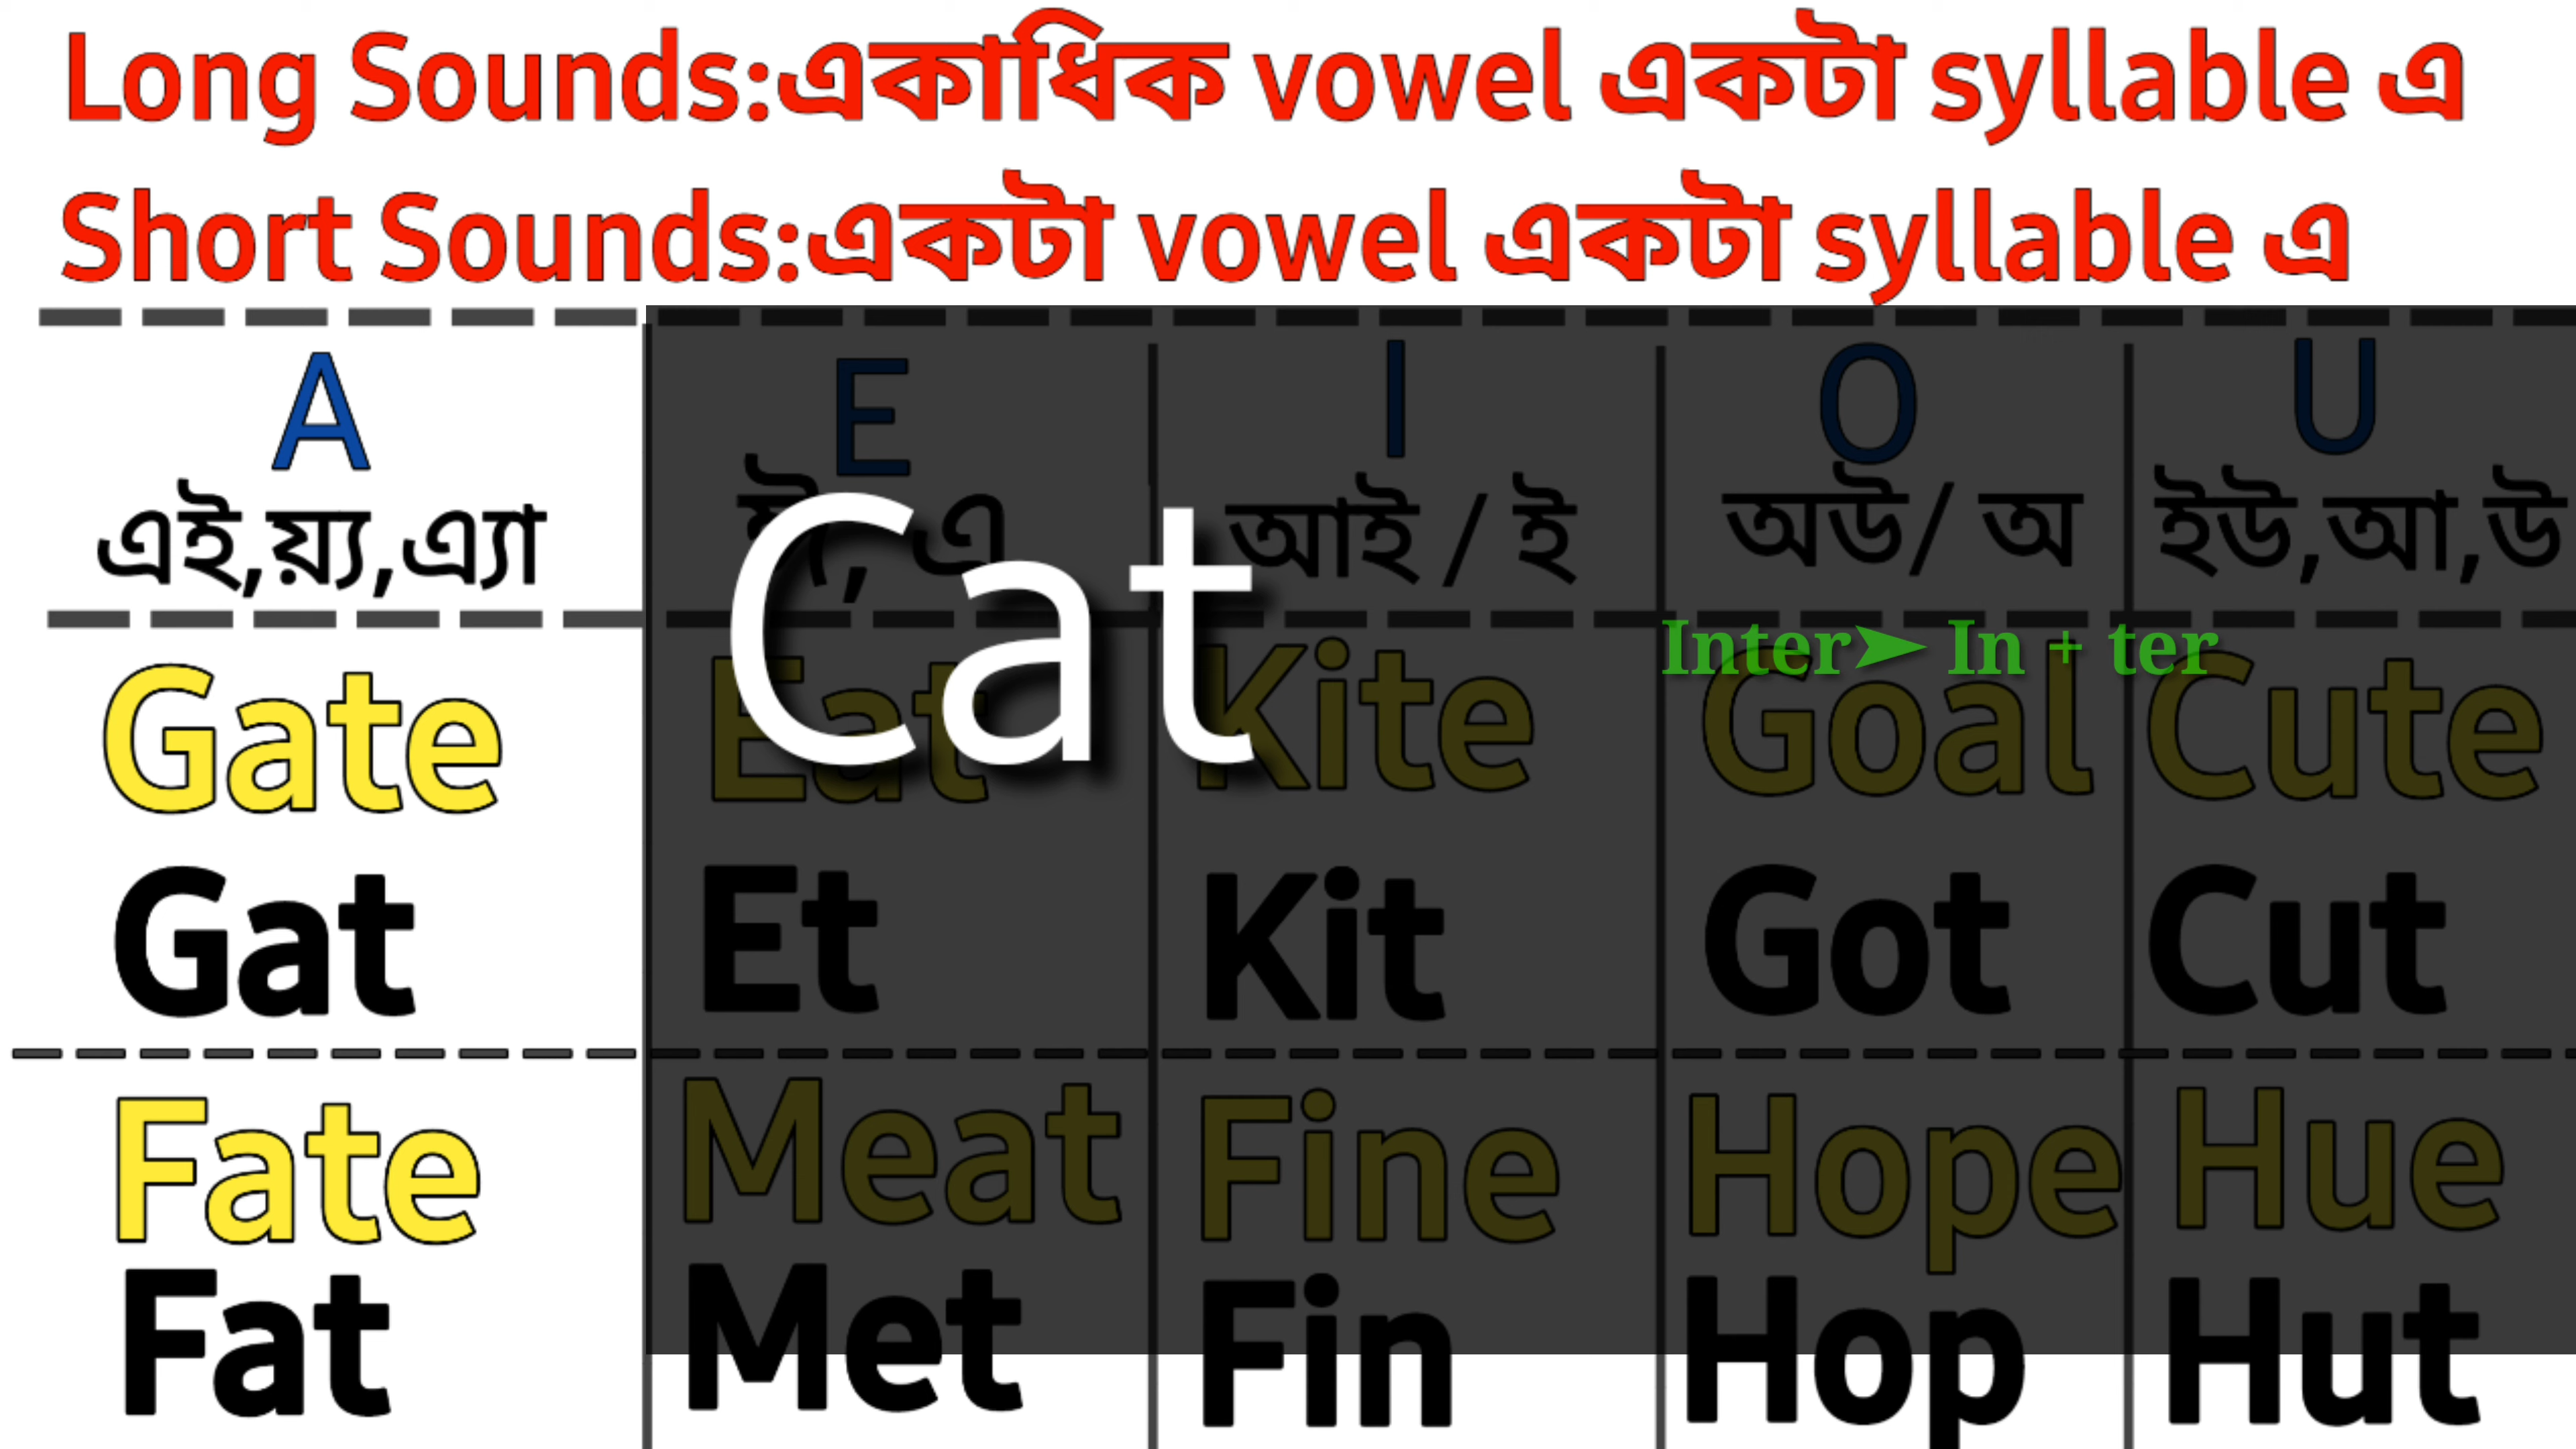 Long Sounds:একাধিক vowel একটা syllable এ
Short Sounds:একটা vowel একটা syllable এ
A E I O U
এই,য়্য,এ্যা এ আই / ই অউ/ অ ইউ,আ,উ
Cat
Inter➤ In + ter
Gate Eat Kite Goal Cute
Gat Et Kit Got Cut
Fate Meat Fine Hope Hue
Fat Met Fin Hop Hut